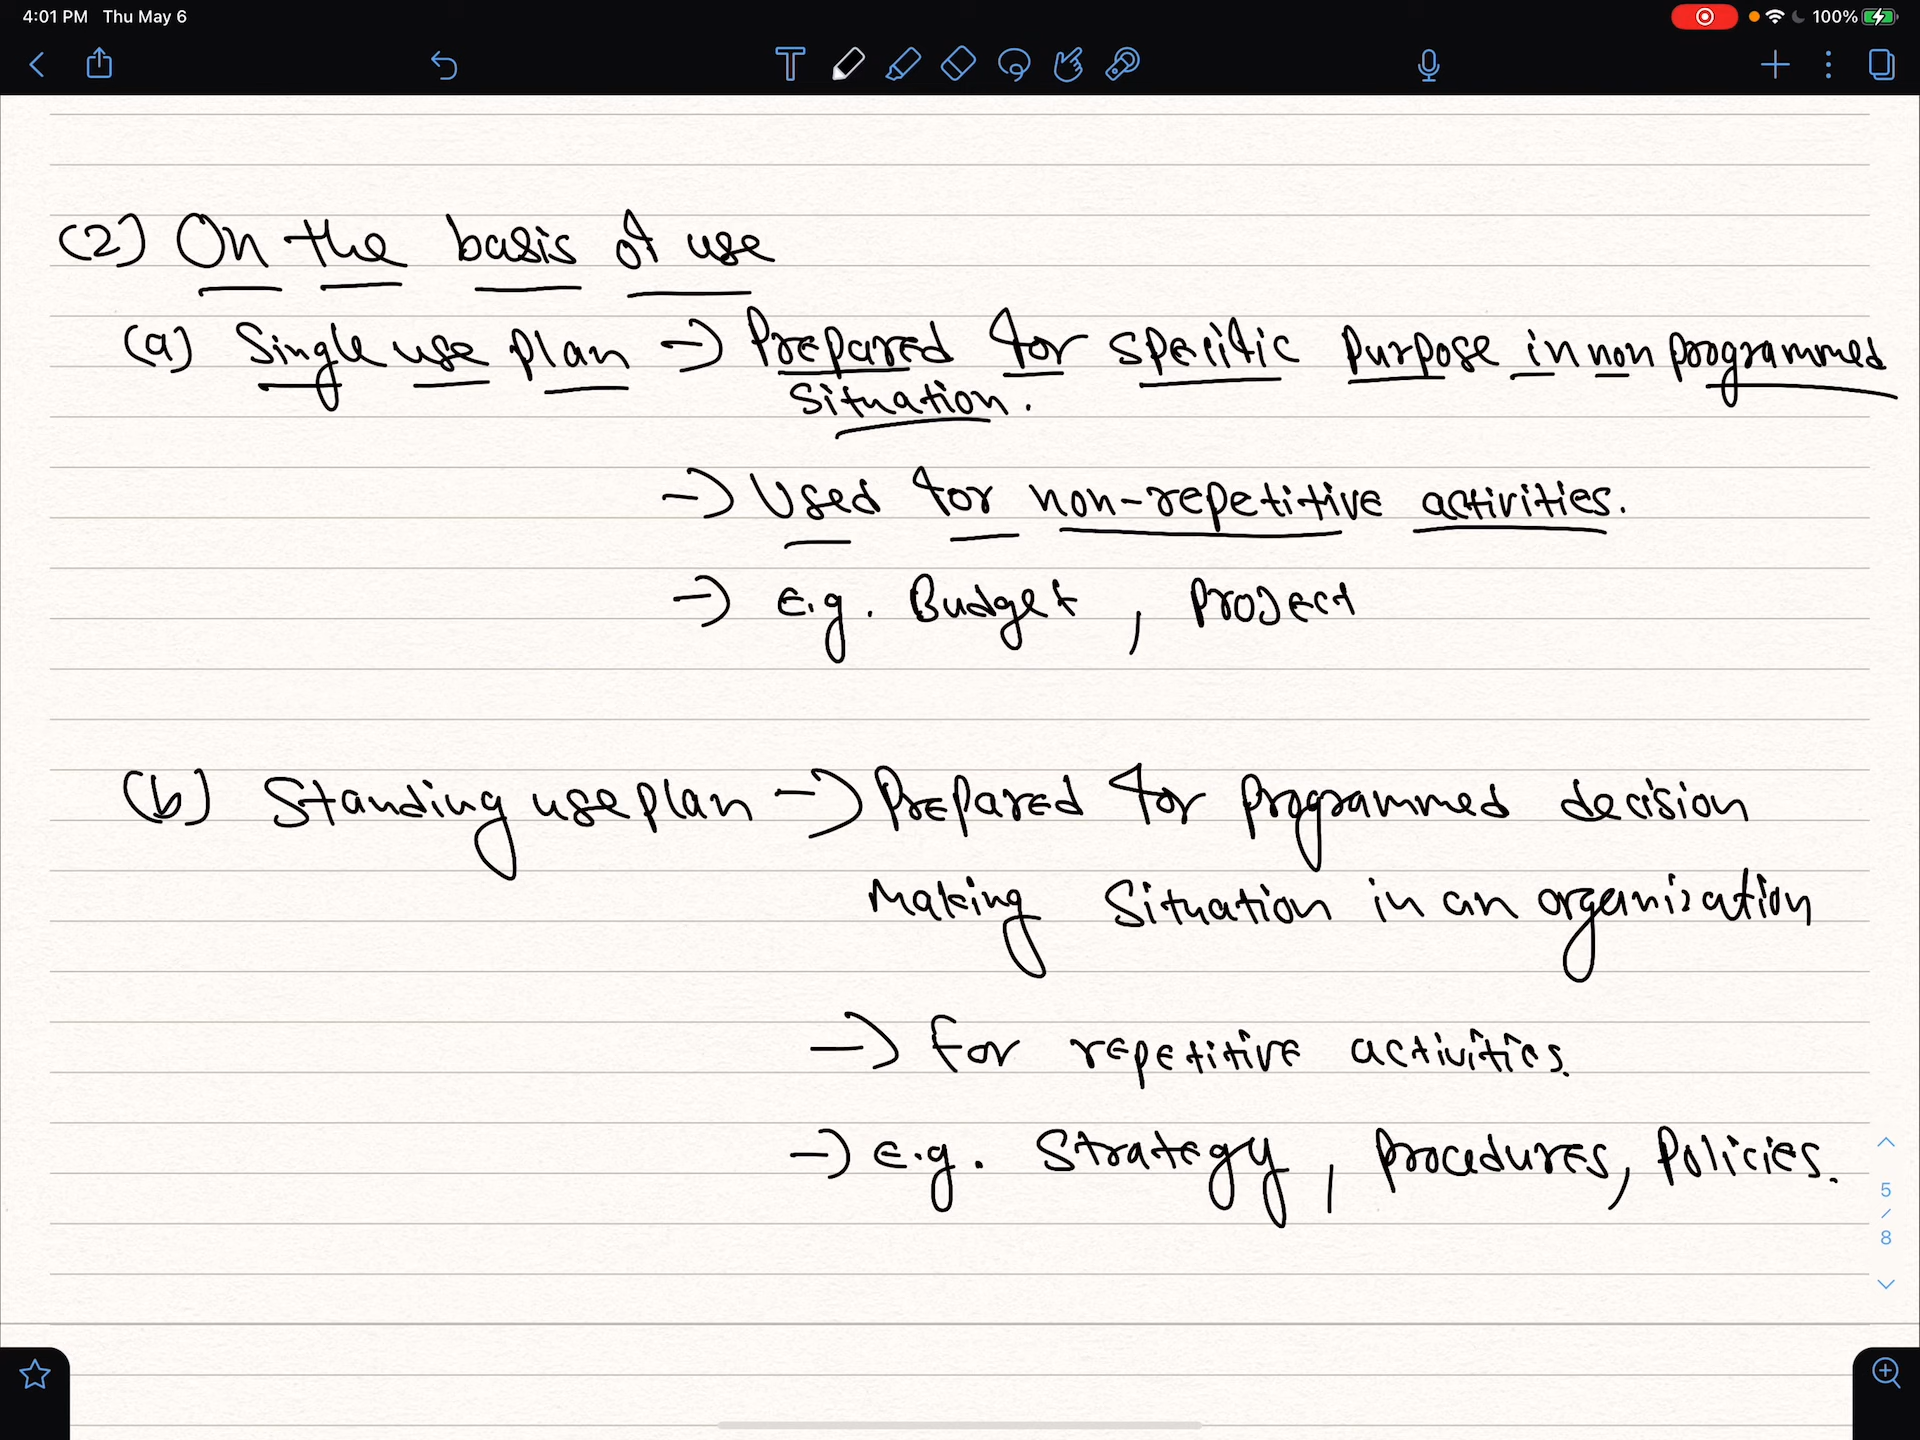 4:01 PM Thu May 6
100%
(2) On the basis of use
(a) Single use plan -> Prepared for specific purpose in non programmed
situation.
-> Used for non-repetitive activities.
-> E.g. Budget , Project
(b) Standing use plan -> Prepared for programmed decision
Making Situation in an organization
-> For repetitive activities.
-> E.g. Strategy , procedures, Policies.
5
/
8